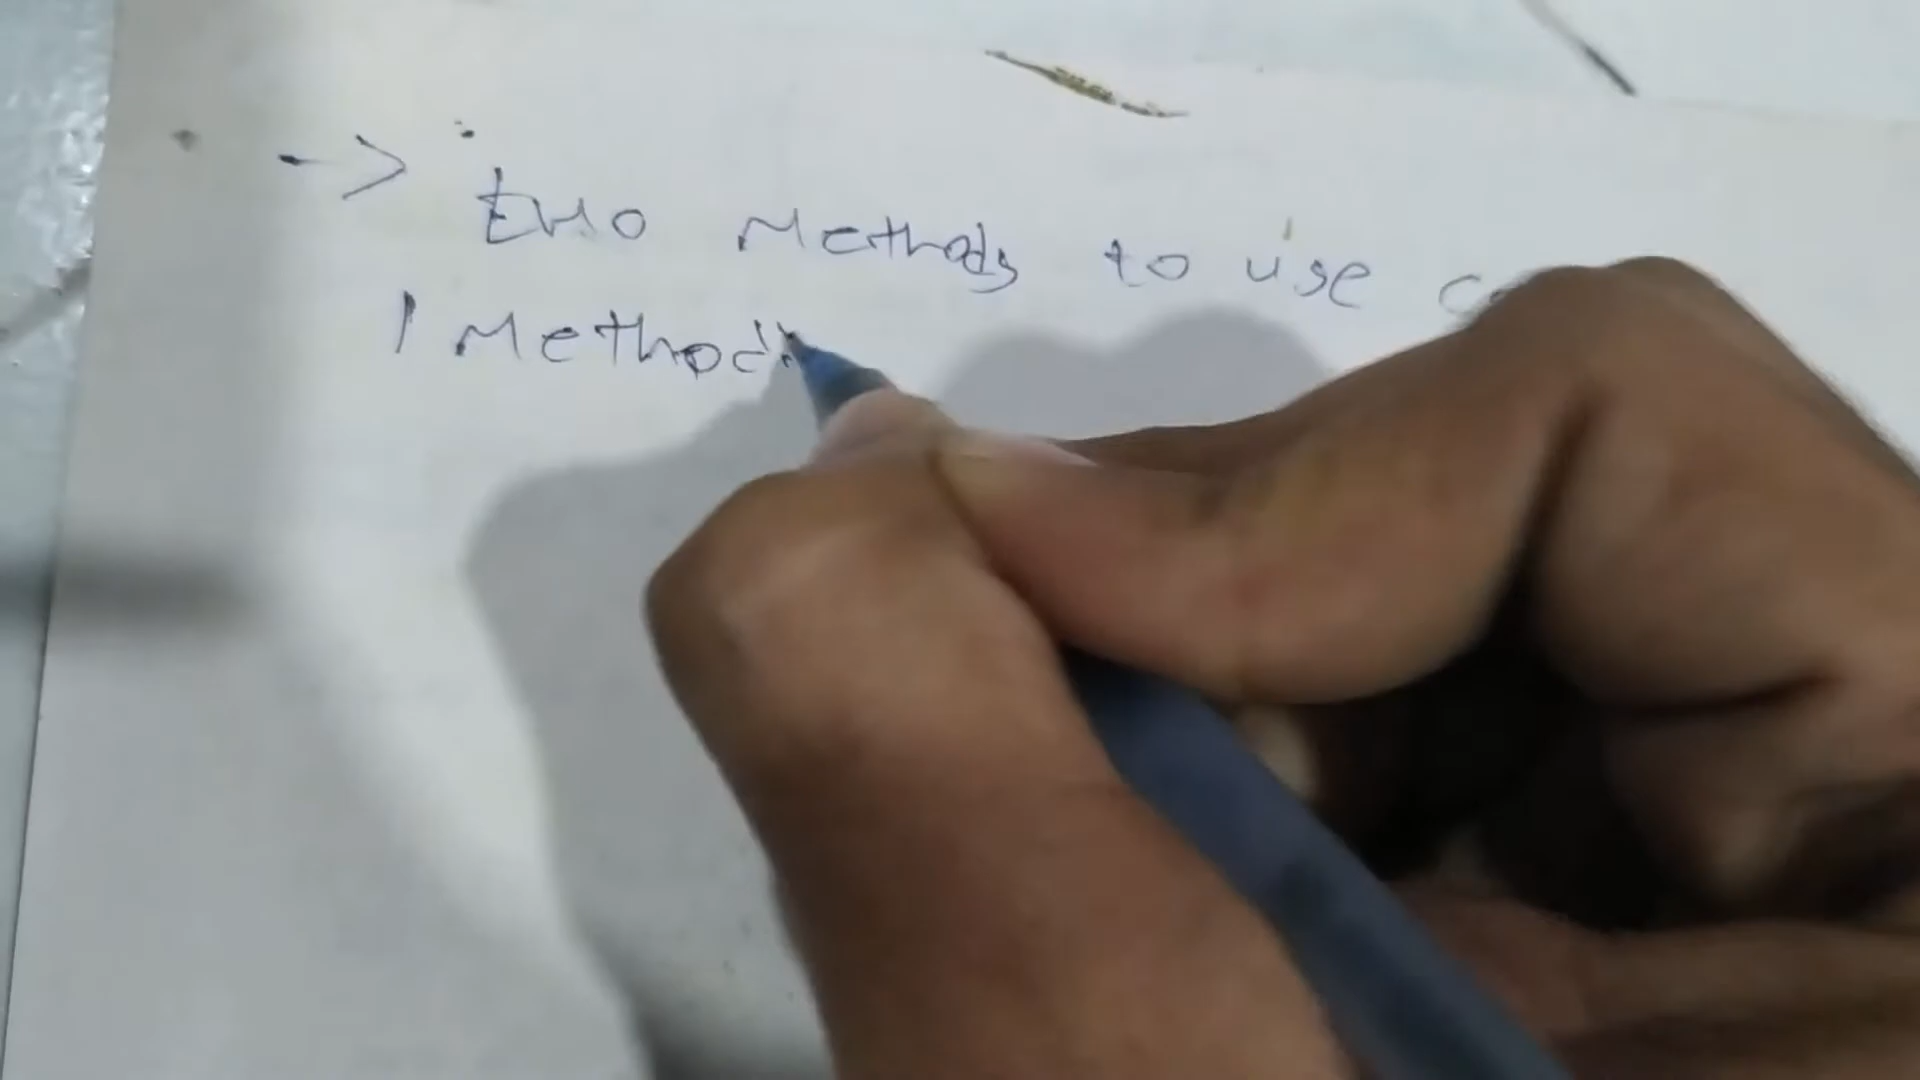 → two Methods to use
1 Method